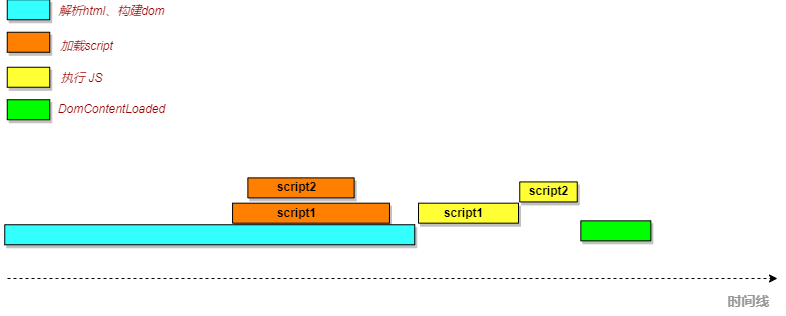 解析html、构建dom
加载script
执行 JS
DomContentLoaded
script2
script2
script1
script1
时间线